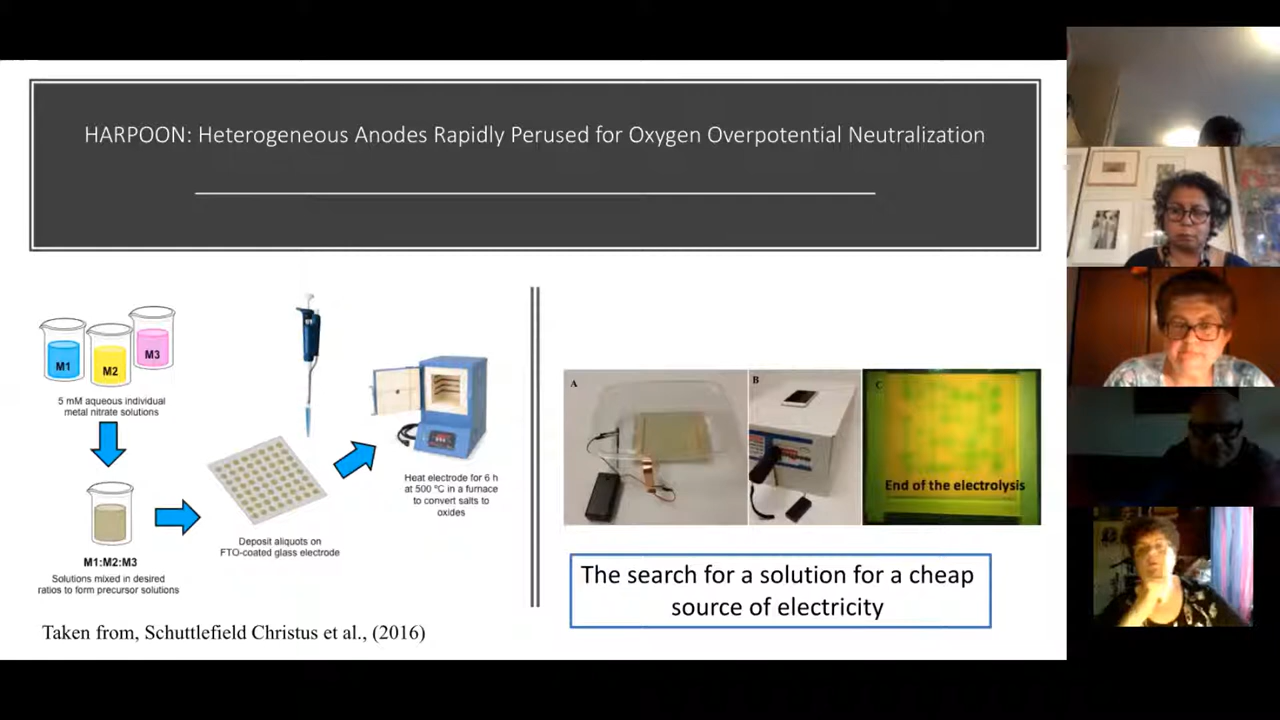 HARPOON: Heterogeneous Anodes Rapidly Perused for Oxygen Overpotential Neutralization
M1
M2
M3
5 mM aqueous individual
metal nitrate solutions
M1:M2:M3
Solutions mixed in desired
ratios to form precursor solutions
Deposit aliquots on
FTO-coated glass electrode
Heat electrode for 6 h
at 500 °C in a furnace
to convert salts to
oxides
Taken from, Schuttlefield Christus et al., (2016)
A
B
C
End of the electrolysis
The search for a solution for a cheap
source of electricity